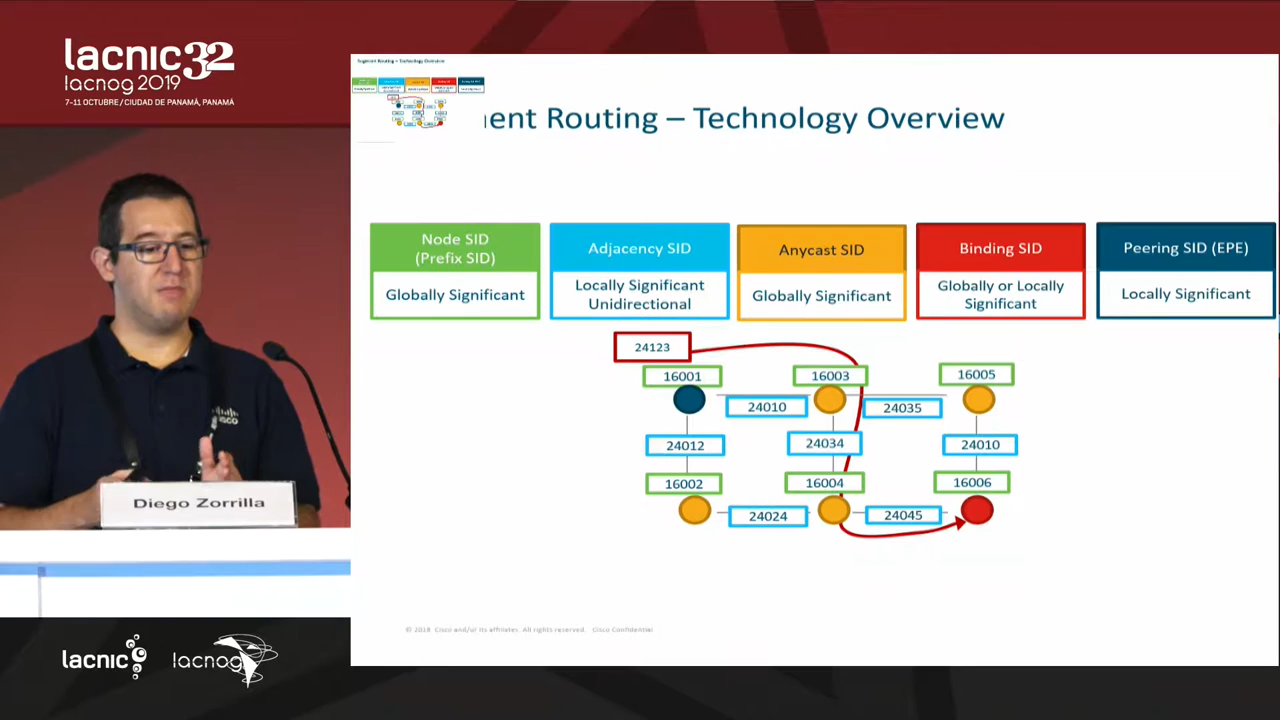 lacnic32
lacnog 2019
7-11 OCTUBRE / CIUDAD DE PANAMÁ, PANAMÁ
Segment Routing – Technology Overview
ent Routing – Technology Overview
Node SID
(Prefix SID)
Globally Significant
Adjacency SID
Locally Significant
Unidirectional
Anycast SID
Globally Significant
Binding SID
Globally or Locally
Significant
Peering SID (EPE)
Locally Significant
24123
16001
16003
16005
24010
24035
24012
24034
24010
16002
16004
16006
24024
24045
cisco
Diego Zorrilla
© 2018 Cisco and/or its affiliates. All rights reserved. Cisco Confidential
lacnic
lacnog